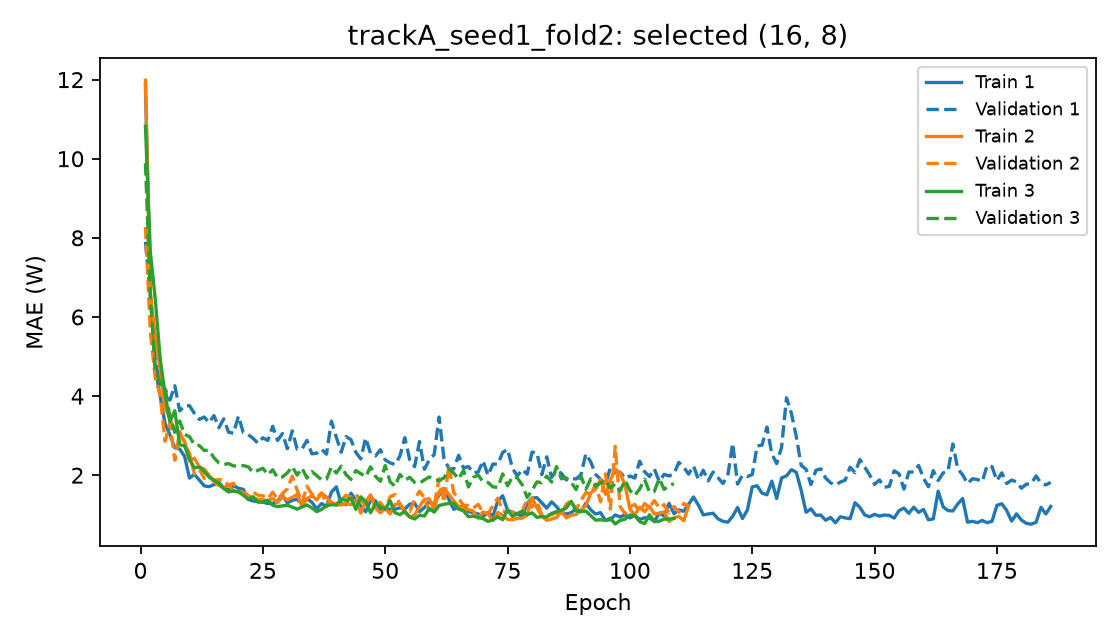 trackA_seed1_fold2: selected (16, 8)
Train 1
Validation 1
Train 2
Validation 2
Train 3
Validation 3
MAE (W)
12
10
8
6
4
2
0 25 50 75 100 125 150 175
Epoch